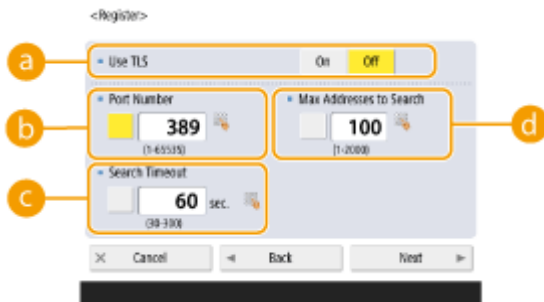 <Register>
a
Use TLS On Off
b
Port Number
389
(1-65535)
Max Addresses to Search
100
(1-2000)
d
c
Search Timeout
60 sec.
(30-300)
Cancel Back Next